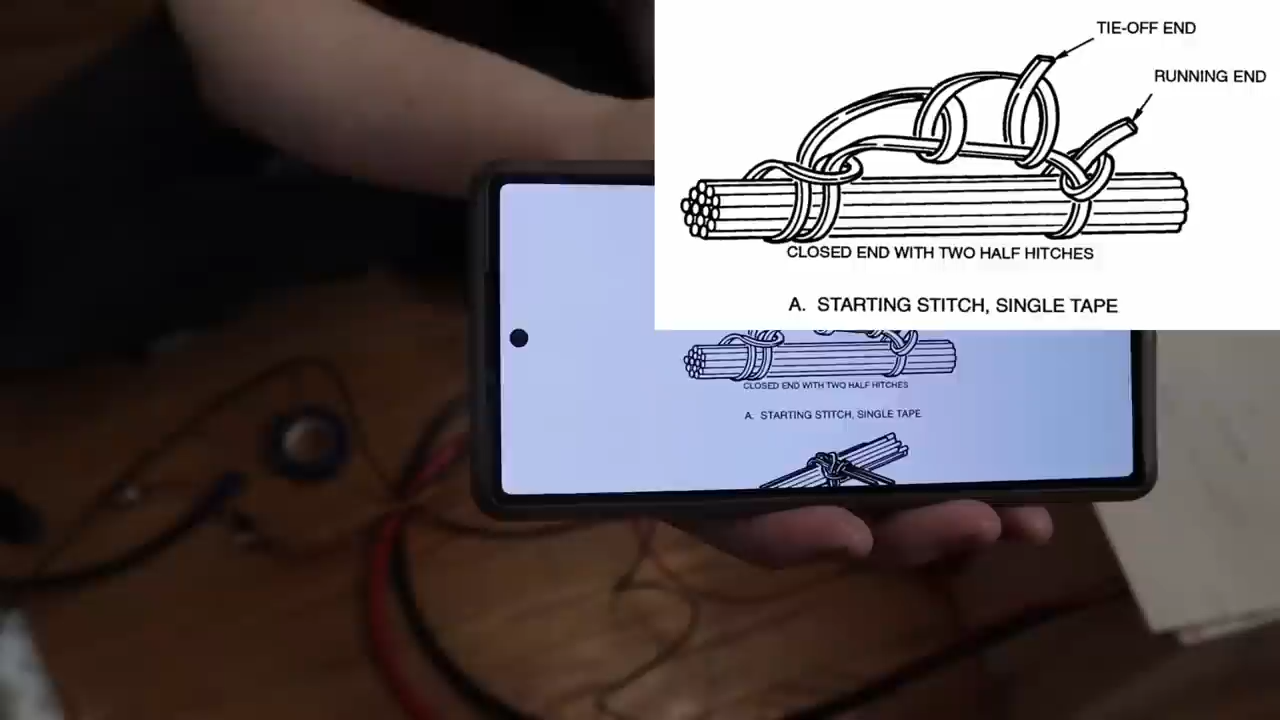 TIE-OFF END
RUNNING END
CLOSED END WITH TWO HALF HITCHES
A. STARTING STITCH, SINGLE TAPE
CLOSED END WITH TWO HALF HITCHES
A. STARTING STITCH, SINGLE TAPE